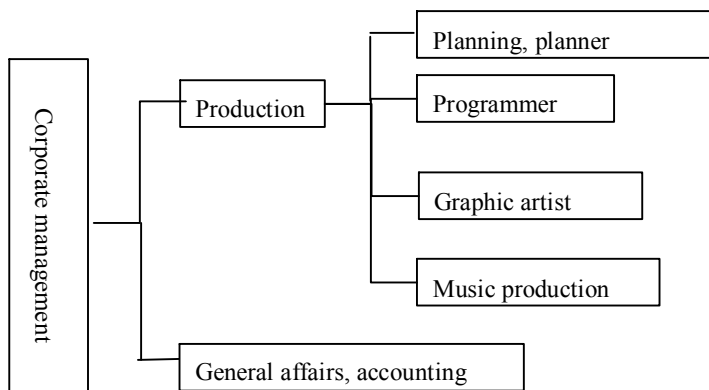 Corporate management
Production
Planning, planner
Programmer
Graphic artist
Music production
General affairs, accounting